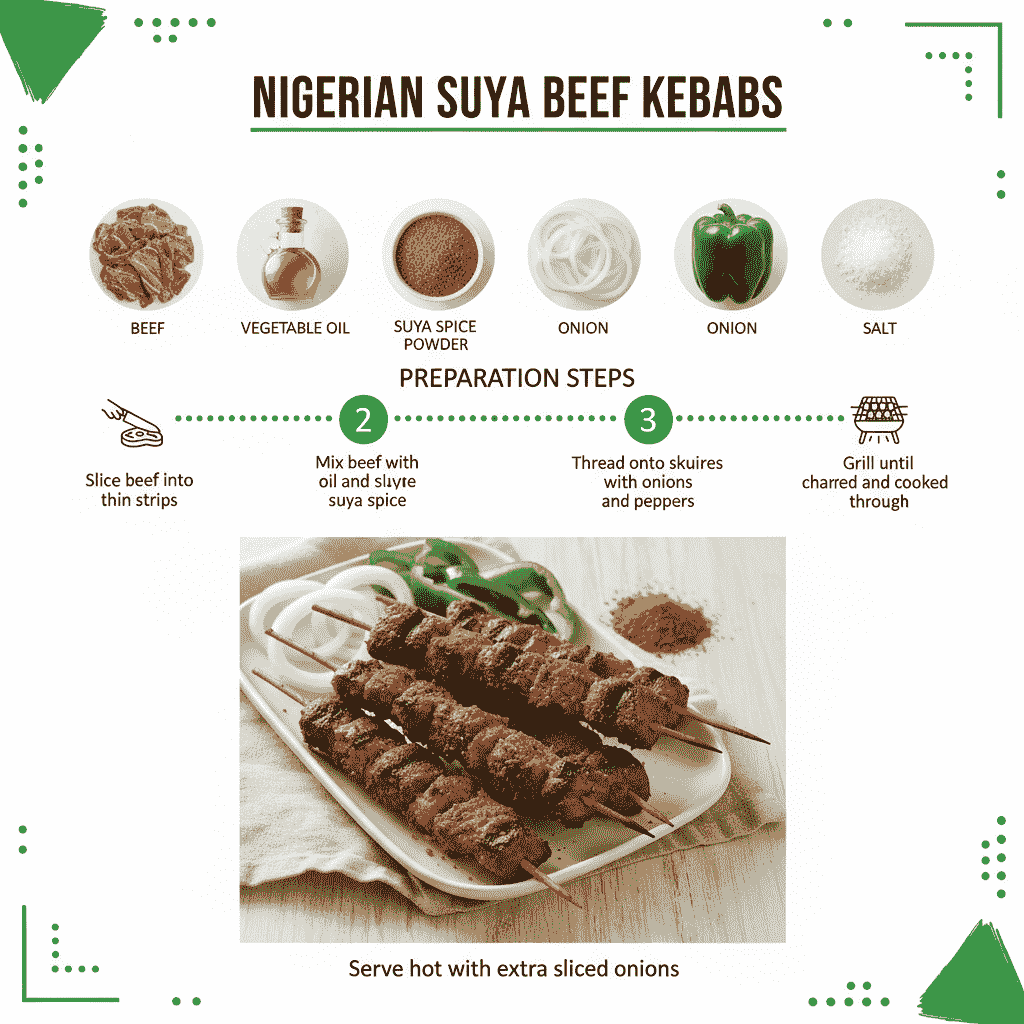 NIGERIAN SUYA BEEF KEBABS
BEEF
VEGETABLE OIL
SUYA SPICE
POWDER
ONION
ONION
SALT
PREPARATION STEPS
2
3
Slice beef into
thin strips
Mix beef with
oil and
suya spice
Thread onto skuires
with onions
and peppers
Grill until
charred and cooked
through
Serve hot with extra sliced onions